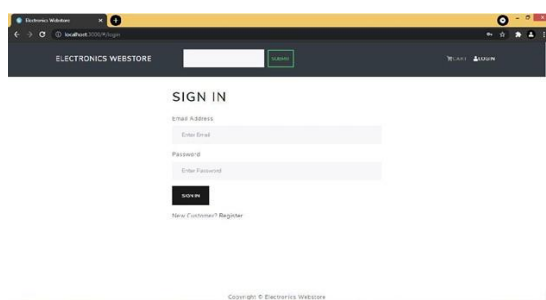 Electronics Webstore
localhost:3000/#/login
ELECTRONICS WEBSTORE SUBMIT CART LOGIN
SIGN IN
Email Address
Enter Email
Password
Enter Password
SIGN IN
New Customer? Register
Copyright © Electronics Webstore